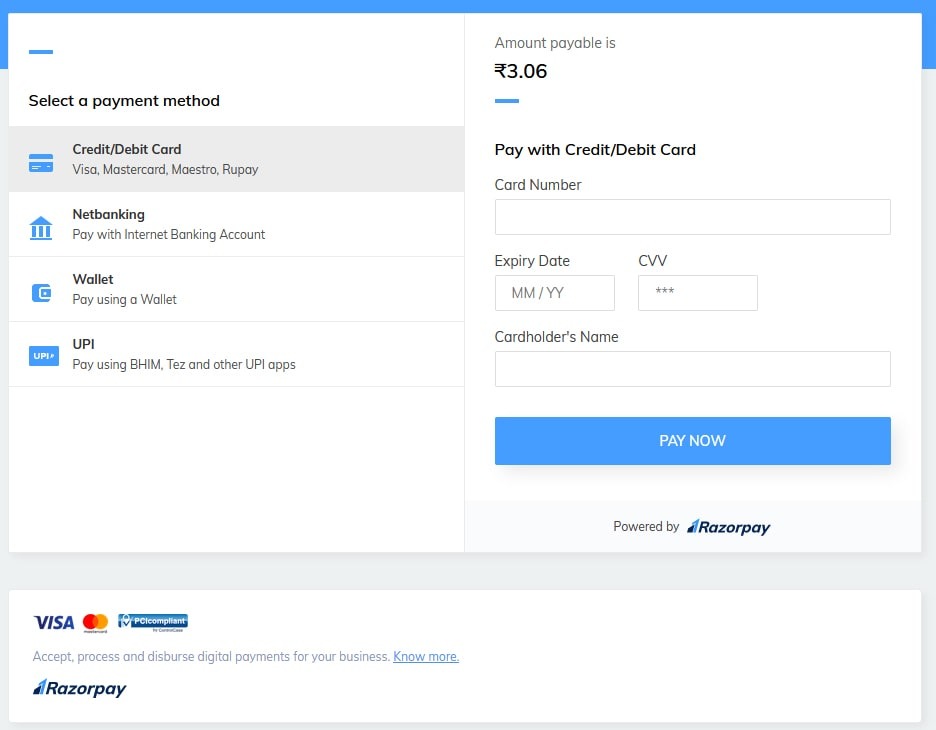 Select a payment method
Credit/Debit Card
Visa, Mastercard, Maestro, Rupay
Netbanking
Pay with Internet Banking Account
Wallet
Pay using a Wallet
UPI
UPI
Pay using BHIM, Tez and other UPI apps
Amount payable is
₹3.06
Pay with Credit/Debit Card
Card Number
Expiry Date CVV
MM / YY ***
Cardholder's Name
PAY NOW
Powered by Razorpay
VISA mastercard PCIcompliant
Accept, process and disburse digital payments for your business. Know more.
Razorpay